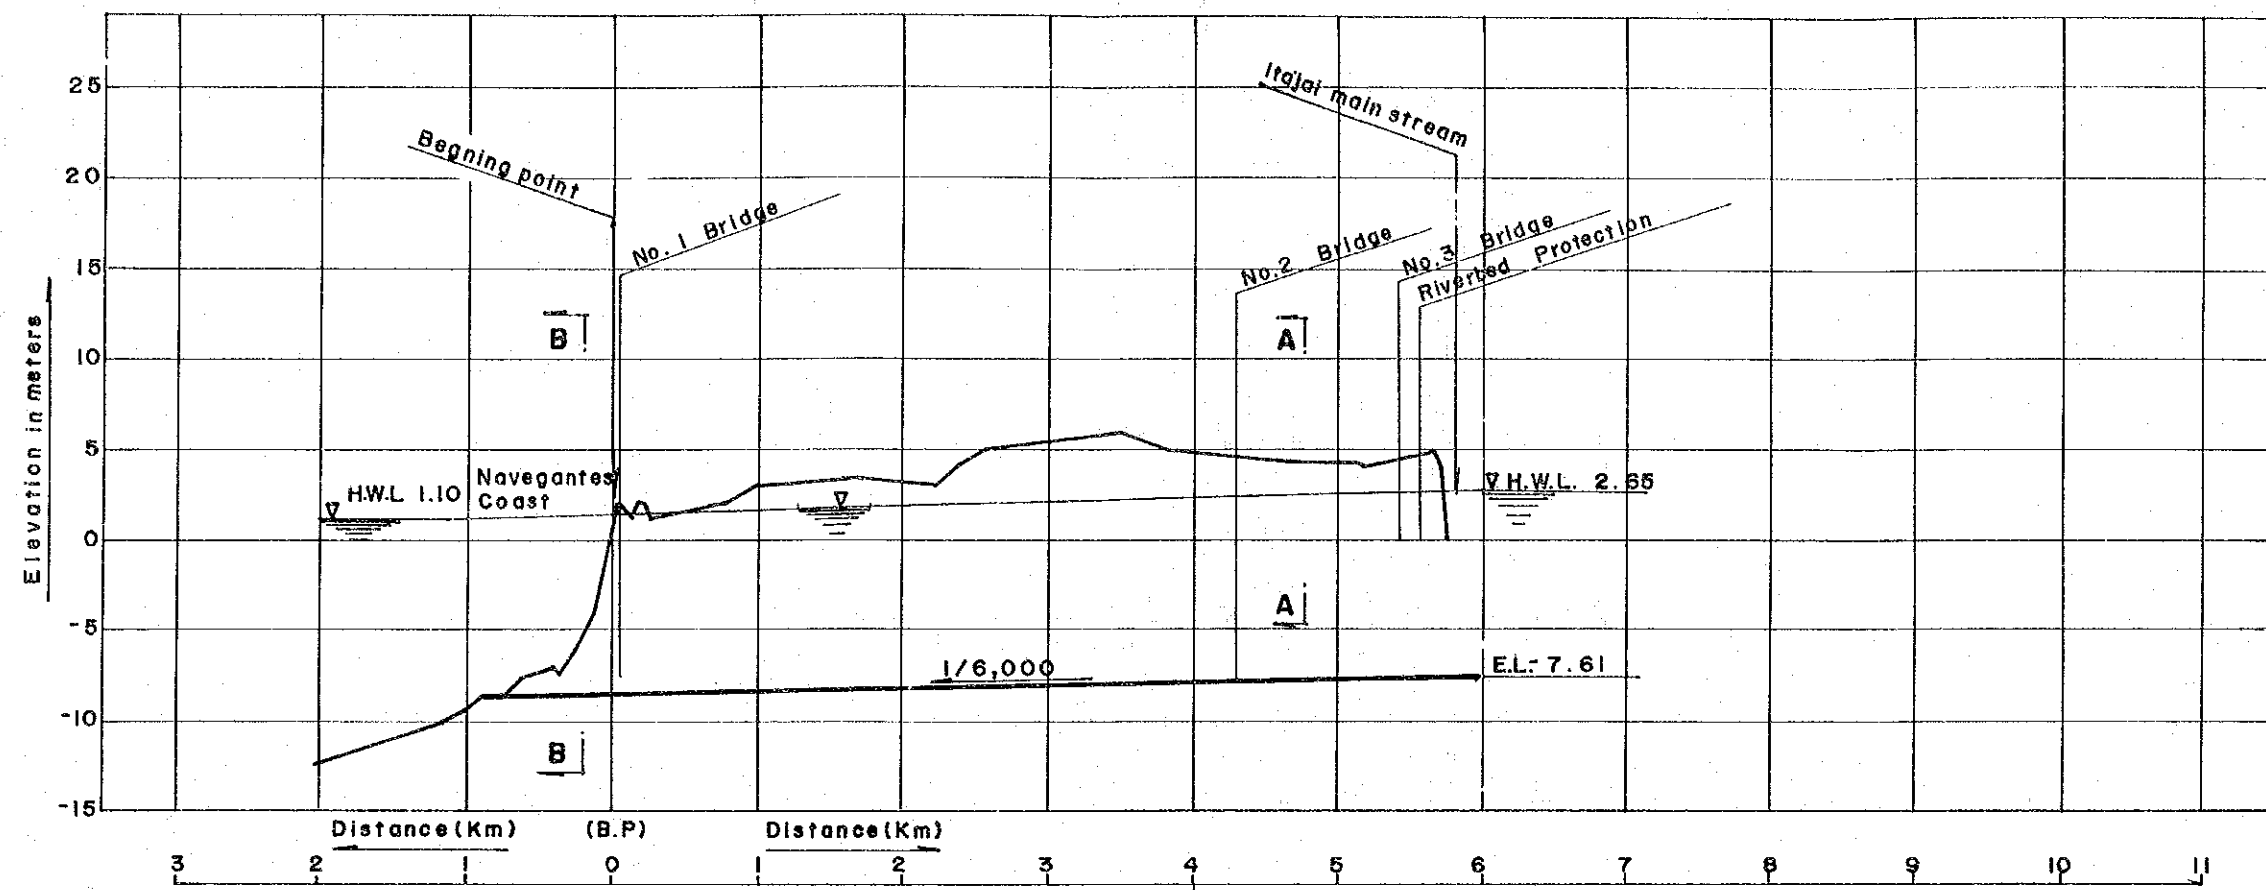 25
20
15
10
5
0
-5
-10
-15
Elevation in meters
Begning point
No. 1 Bridge
Itajai main stream
No.2 Bridge
No.3 Bridge
Riverbed Protection
B
A
H.W.L 1.10
Navegantes
Coast
H.W.L. 2.65
A
1/6,000
E.L-7.61
B
Distance(Km) (B.P) Distance(Km)
3 2 1 0 1 2 3 4 5 6 7 8 9 10 11